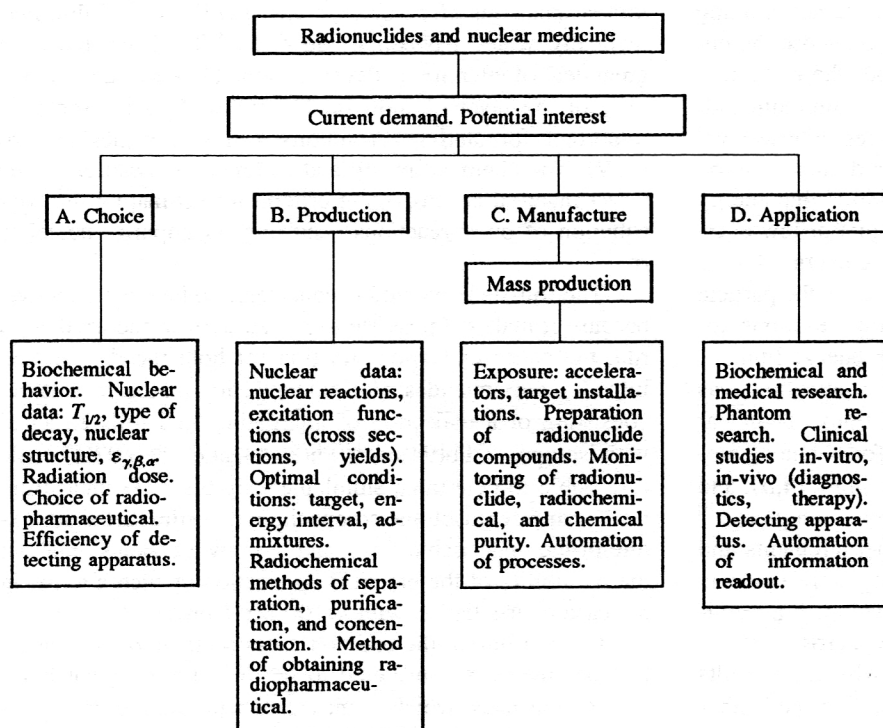 Radionuclides and nuclear medicine
Current demand. Potential interest
A. Choice
B. Production
C. Manufacture
D. Application
Mass production
Biochemical be-
havior. Nuclear
data: T1/2, type of
decay, nuclear
structure, εγ,β,α.
Radiation dose.
Choice of radio-
pharmaceutical.
Efficiency of de-
tecting apparatus.
Nuclear data:
nuclear reactions,
excitation func-
tions (cross sec-
tions, yields).
Optimal condi-
tions: target, en-
ergy interval, ad-
mixtures.
Radiochemical
methods of sepa-
ration, purifica-
tion, and concen-
tration. Method
of obtaining ra-
diopharmaceu-
tical.
Exposure: accelera-
tors, target installa-
tions. Preparation
of radionuclide
compounds. Moni-
toring of radionu-
clide, radiochemi-
cal, and chemical
purity. Automation
of processes.
Biochemical and
medical research.
Phantom re-
search. Clinical
studies in-vitro,
in-vivo (diagnos-
tics, therapy).
Detecting appara-
tus. Automation
of information
readout.